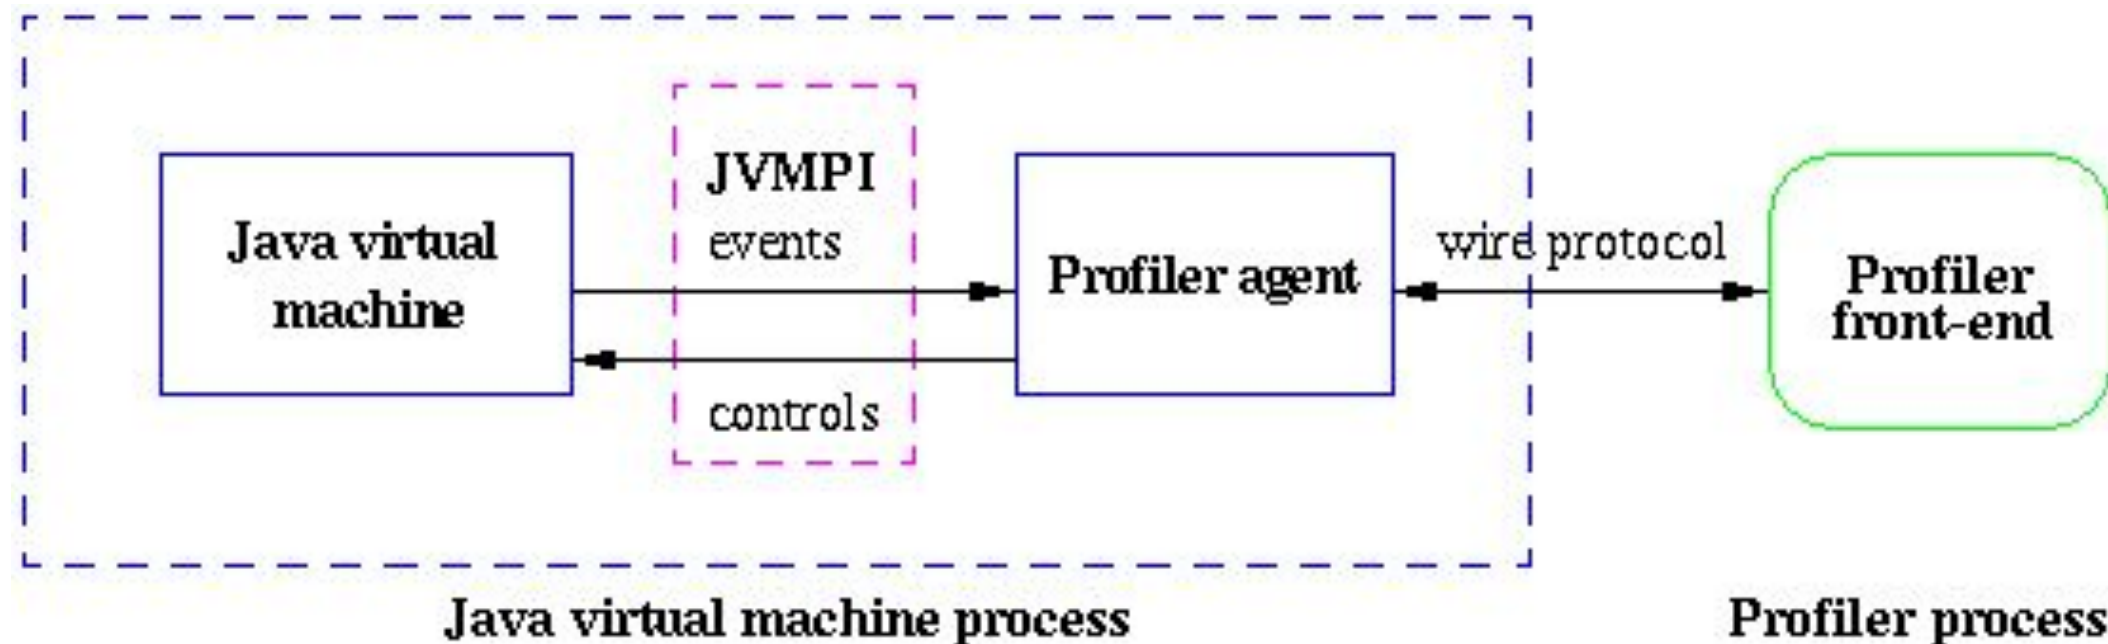 JVMPI
Java virtual
machine
events
controls
Profiler agent
wire protocol
Profiler
front-end
Java virtual machine process
Profiler process